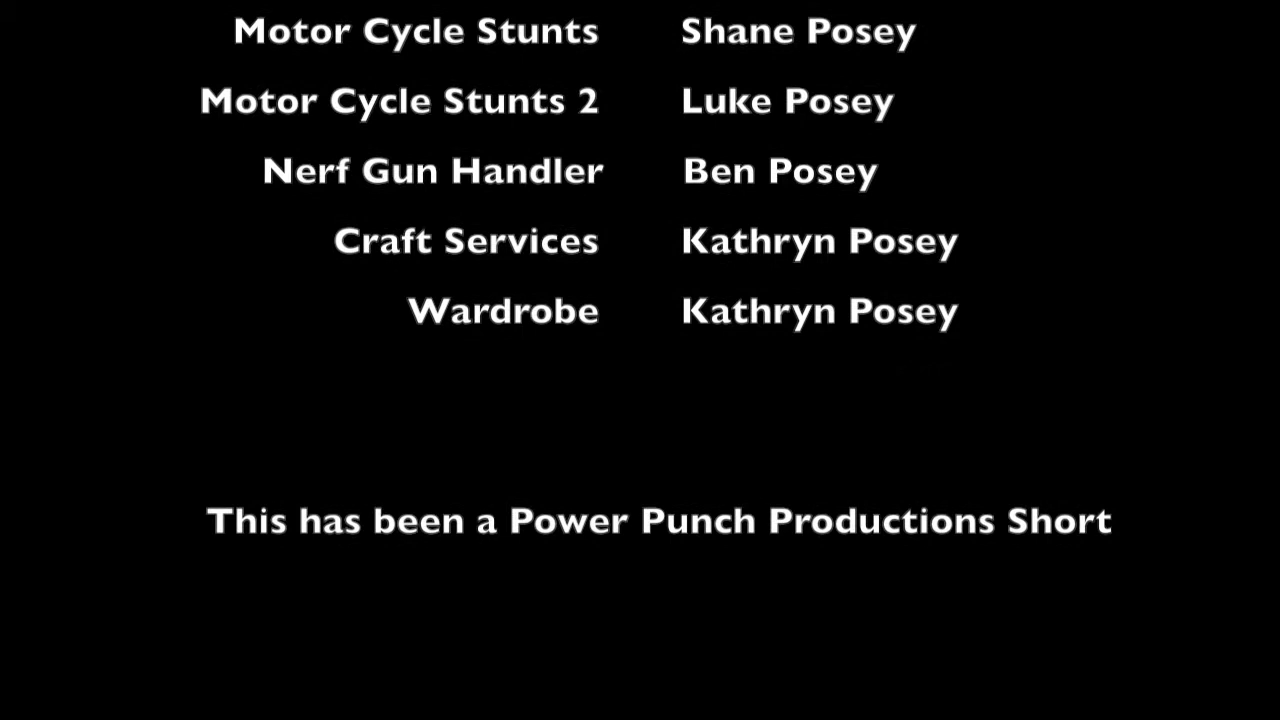 Motor Cycle Stunts Shane Posey
Motor Cycle Stunts 2 Luke Posey
Nerf Gun Handler Ben Posey
Craft Services Kathryn Posey
Wardrobe Kathryn Posey
This has been a Power Punch Productions Short